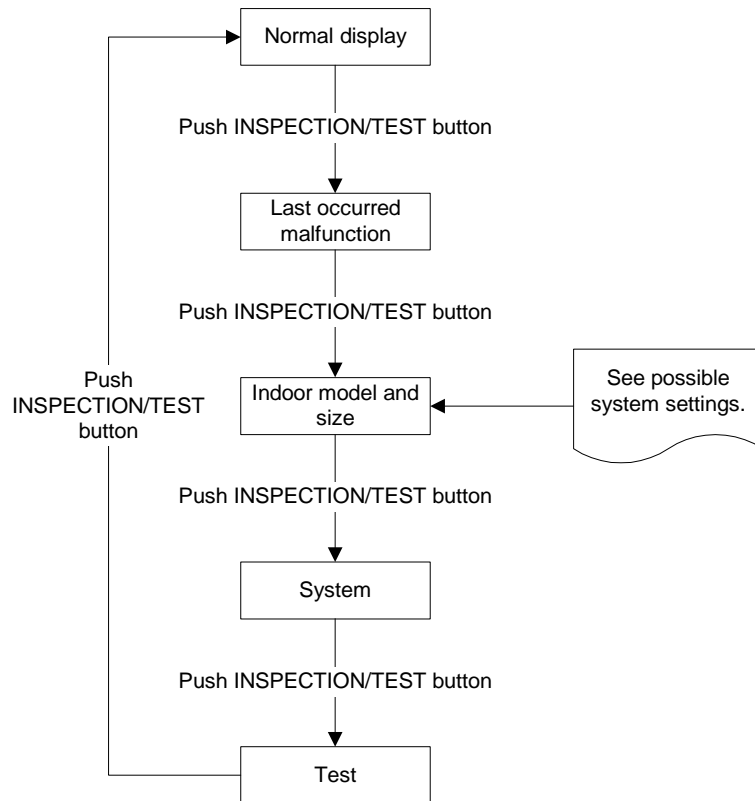 Normal display
Push INSPECTION/TEST button
Last occurred
malfunction
Push INSPECTION/TEST button
Indoor model and
size
See possible
system settings.
Push
INSPECTION/TEST
button
Push INSPECTION/TEST button
System
Push INSPECTION/TEST button
Test